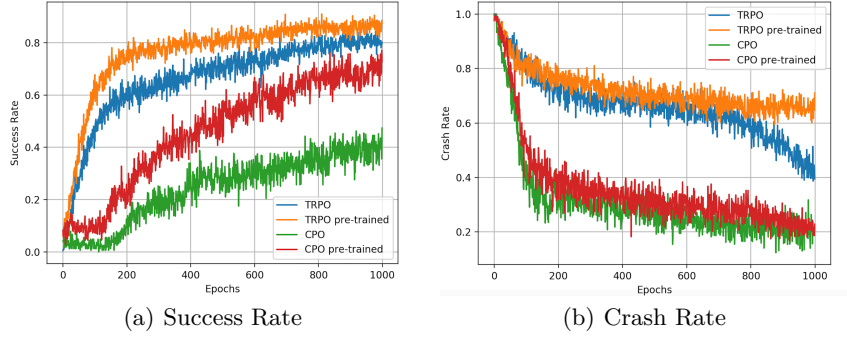 0.8
0.6
0.4
0.2
0.0
Success Rate
0
200
400
600
800
1000
Epochs
TRPO
TRPO pre-trained
CPO
CPO pre-trained
(a) Success Rate
1.0
0.8
0.6
0.4
0.2
Crash Rate
0
200
400
600
800
1000
Epochs
TRPO
TRPO pre-trained
CPO
CPO pre-trained
(b) Crash Rate